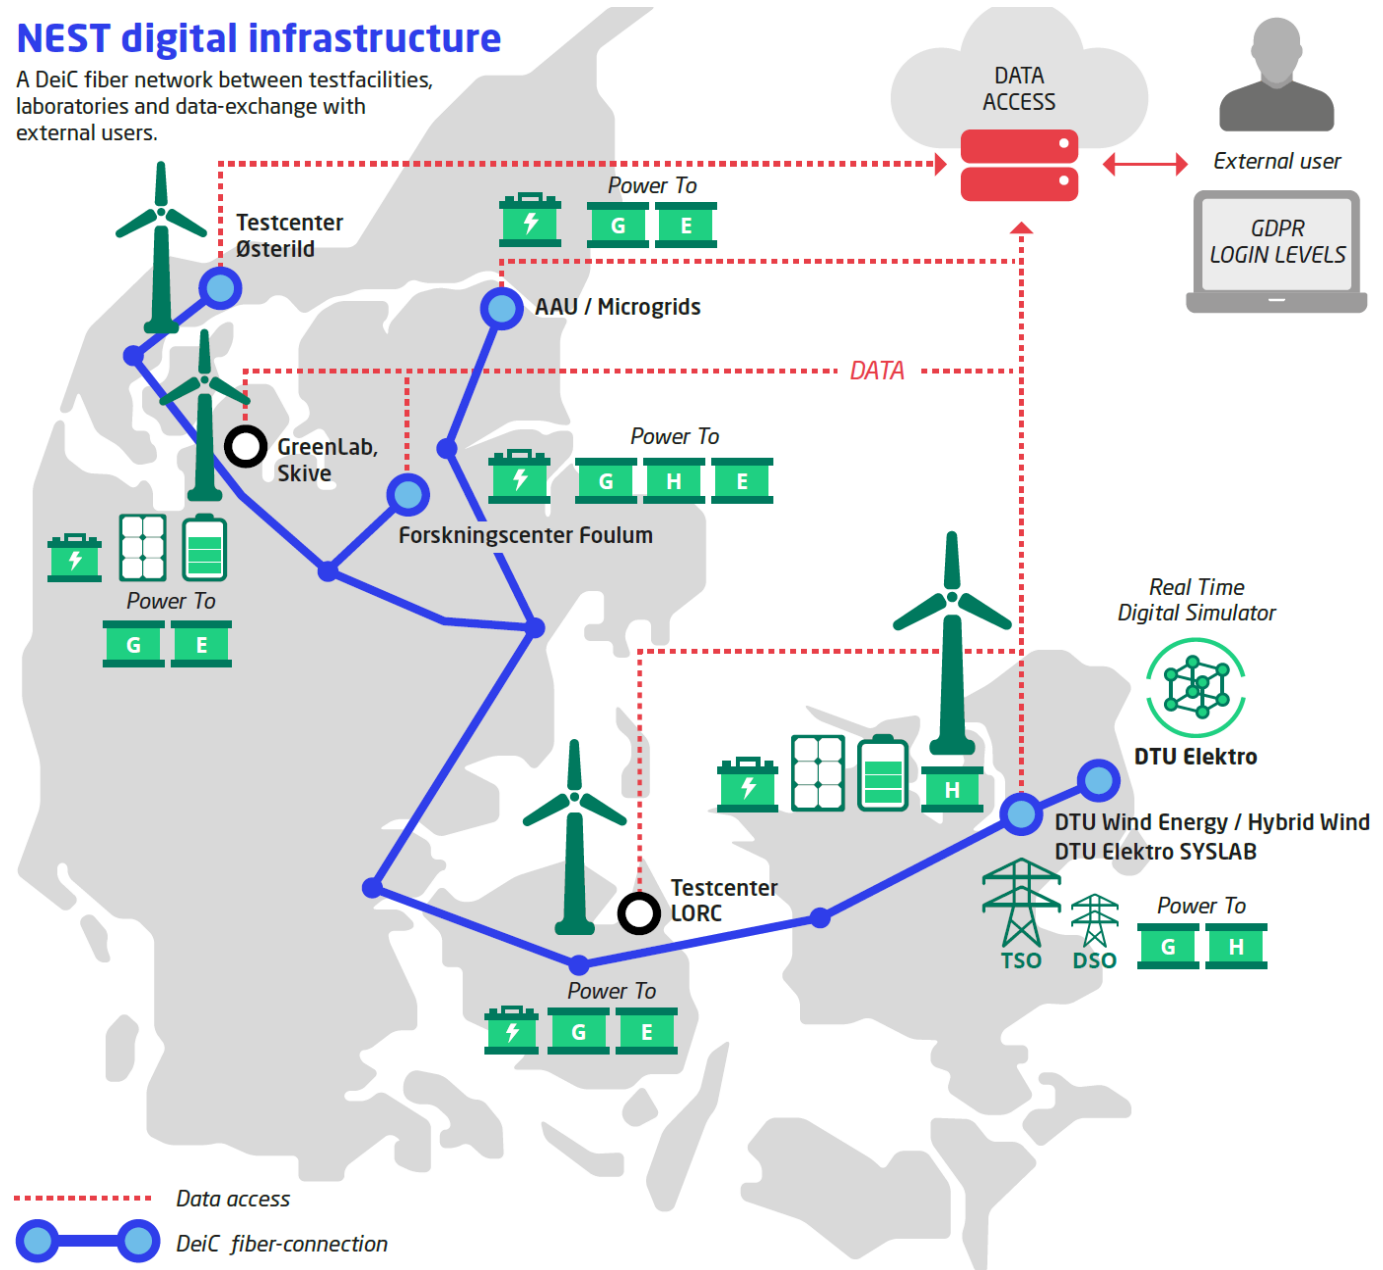 NEST digital infrastructure
A DeiC fiber network between testfacilities,
laboratories and data-exchange with
external users.
DATA
ACCESS
External user
GDPR
LOGIN LEVELS
Testcenter
Østerild
Power To
G E
AAU / Microgrids
DATA
GreenLab,
Skive
Power To
G H E
Forskningscenter Foulum
Power To
G E
Real Time
Digital Simulator
DTU Elektro
H
DTU Wind Energy / Hybrid Wind
DTU Elektro SYSLAB
Testcenter
LORC
TSO DSO
Power To
G H
Power To
G E
Data access
DeiC fiber-connection